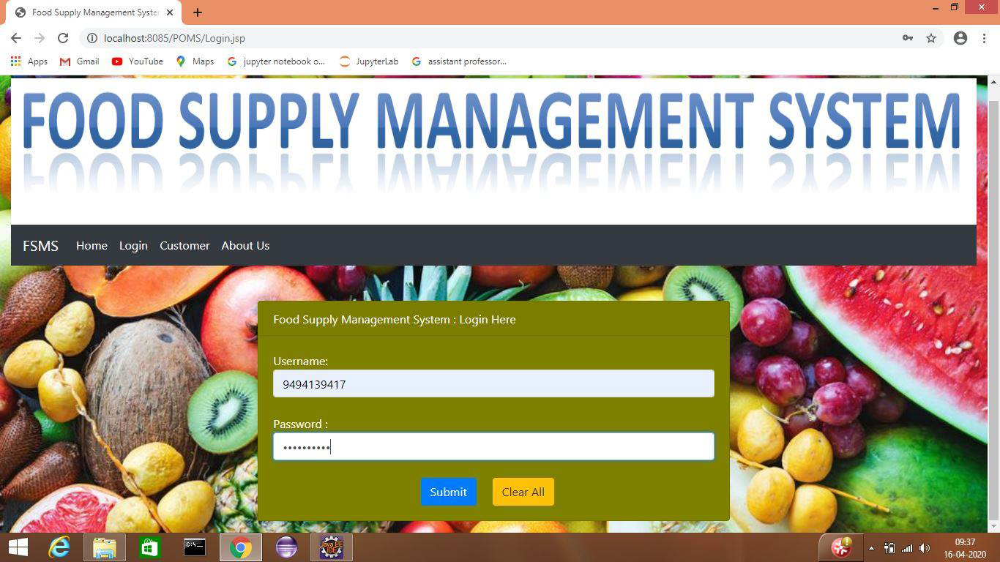 Food Supply Management System
localhost:8085/POMS/Login.jsp
Apps Gmail YouTube Maps jupyter notebook o... JupyterLab assistant professor...
FOOD SUPPLY MANAGEMENT SYSTEM
FSMS Home Login Customer About Us
Food Supply Management System : Login Here
Username:
9494139417
Password :
••••••••••
Submit Clear All
C:\_
Java EE
IDE
09:37
16-04-2020